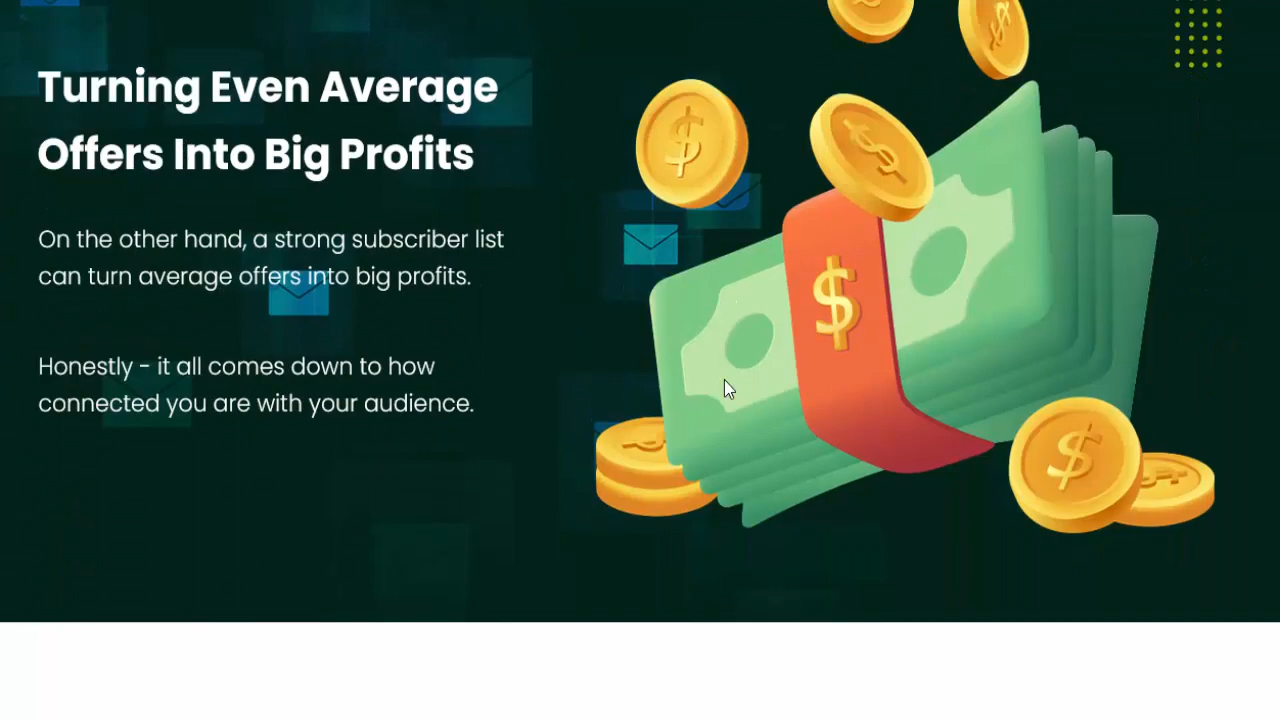 Turning Even Average
Offers Into Big Profits
On the other hand, a strong subscriber list
can turn average offers into big profits.
Honestly - it all comes down to how
connected you are with your audience.